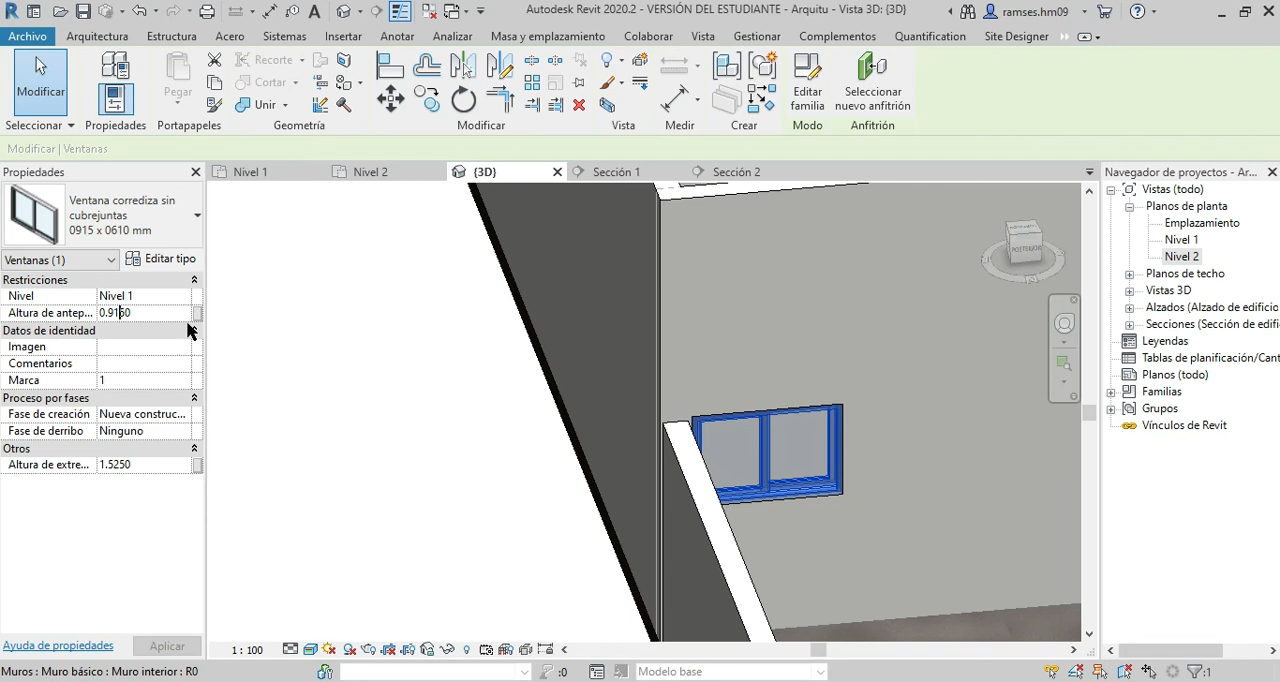 Autodesk Revit 2020.2 - VERSIÓN DEL ESTUDIANTE - Arquitu - Vista 3D: {3D}
ramses.hm09
Archivo Arquitectura Estructura Acero Sistemas Insertar Anotar Analizar Masa y emplazamiento Colaborar Vista Gestionar Complementos Quantification Site Designer
Modificar
Pegar
Recorte
Cortar
Unir
Editar
familia
Seleccionar
nuevo anfitrión
Seleccionar Propiedades Portapapeles Geometría Modificar Vista Medir Crear Modo Anfitrión
Modificar | Ventanas
Propiedades
Nivel 1
Nivel 2
{3D}
Sección 1
Sección 2
Navegador de proyectos - Ar...
Ventana corrediza sin
cubrejuntas
0915 x 0610 mm
Ventanas (1)
Editar tipo
Restricciones
Nivel Nivel 1
Altura de antep... 0.9150
Datos de identidad
Imagen
Comentarios
Marca 1
Proceso por fases
Fase de creación Nueva construc...
Fase de derribo Ninguno
Otros
Altura de extre... 1.5250
Ayuda de propiedades
Aplicar
POSTERIOR
Vistas (todo)
Planos de planta
Emplazamiento
Nivel 1
Nivel 2
Planos de techo
Vistas 3D
Alzados (Alzado de edificio
Secciones (Sección de edifi
Leyendas
Tablas de planificación/Cant
Planos (todo)
Familias
Grupos
Vínculos de Revit
1 : 100
Muros : Muro básico : Muro interior : R0
:0
Modelo base
:1